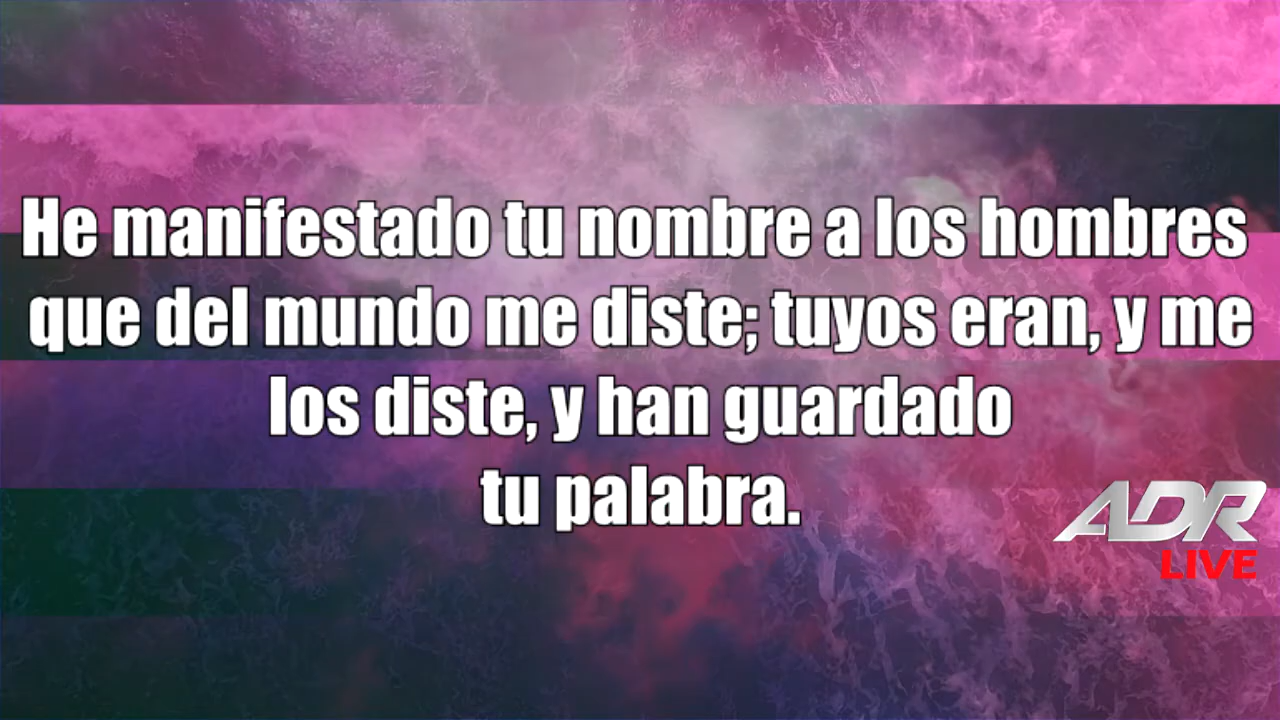 He manifestado tu nombre a los hombres
que del mundo me diste; tuyos eran, y me
los diste, y han guardado
tu palabra.
ADR
LIVE